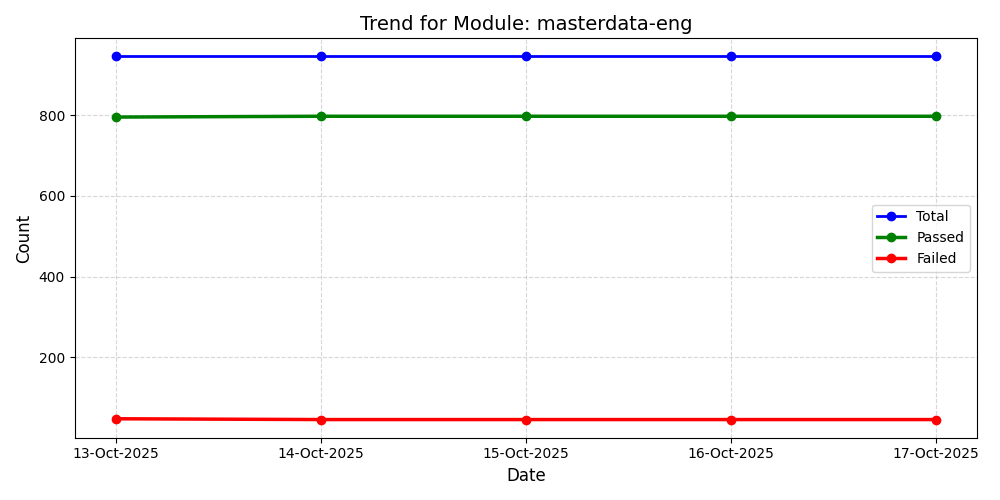 Trend for Module: masterdata-eng
Count
800
600
400
200
Total
Passed
Failed
13-Oct-2025
14-Oct-2025
15-Oct-2025
16-Oct-2025
17-Oct-2025
Date